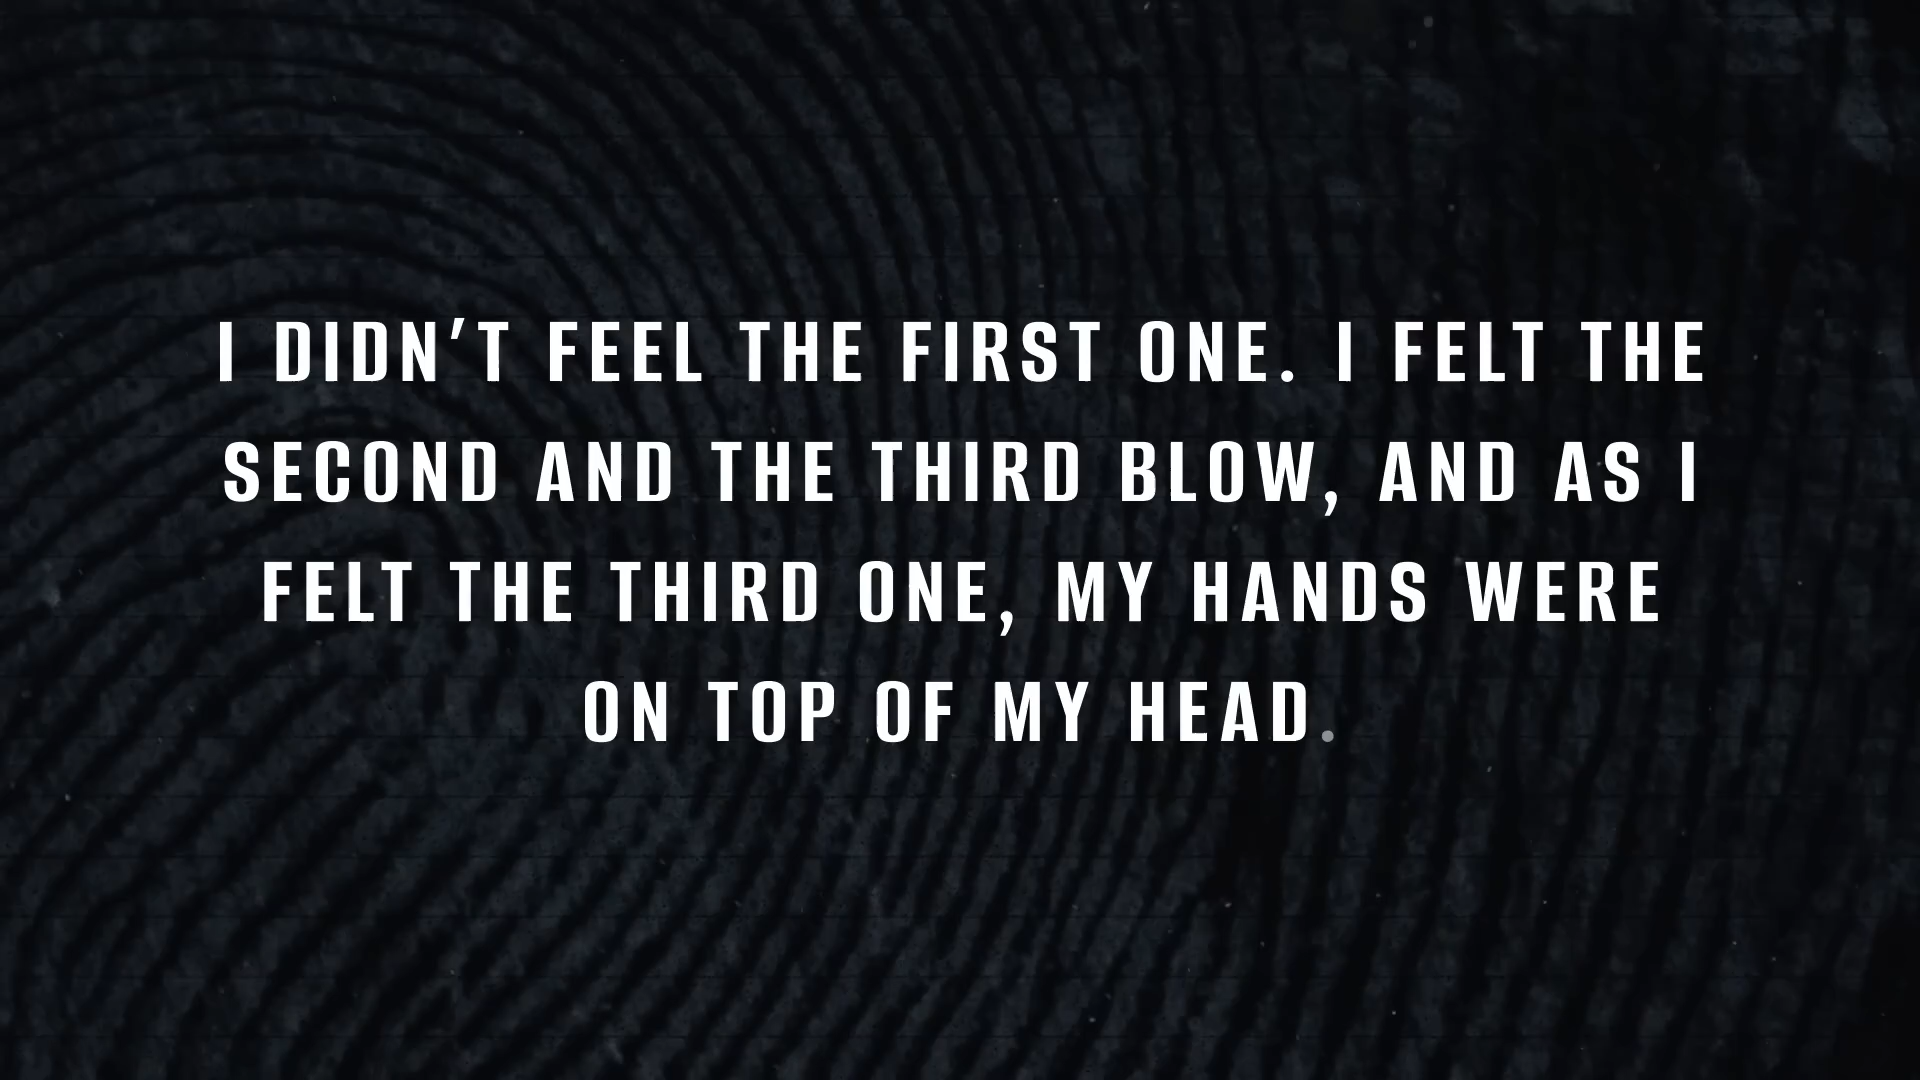 I DIDN'T FEEL THE FIRST ONE. I FELT THE
SECOND AND THE THIRD BLOW, AND AS I
FELT THE THIRD ONE, MY HANDS WERE
ON TOP OF MY HEAD.